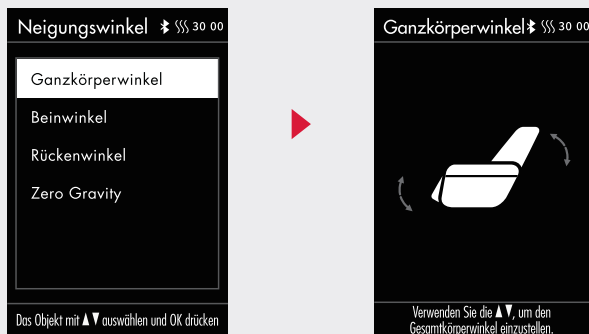 Neigungswinkel 30 00
Ganzkörperwinkel
Beinwinkel
Rückenwinkel
Zero Gravity
Das Objekt mit ▲▼ auswählen und OK drücken
Ganzkörperwinkel 30 00
Verwenden Sie die ▲▼, um den
Gesamtkörperwinkel einzustellen.